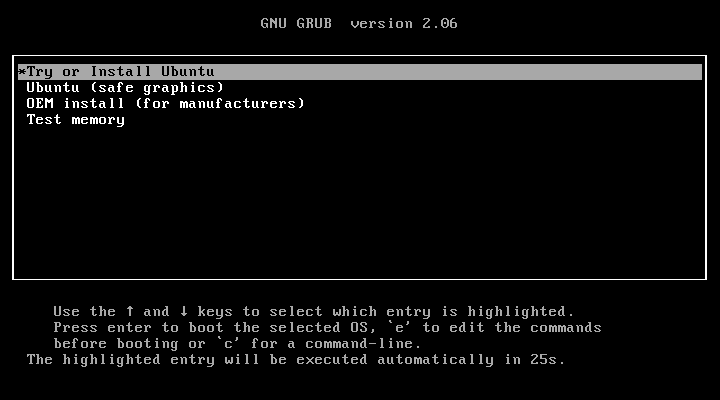 GNU GRUB  version 2.06
*Try or Install Ubuntu
Ubuntu (safe graphics)
OEM install (for manufacturers)
Test memory
Use the ↑ and ↓ keys to select which entry is highlighted.
Press enter to boot the selected OS, `e' to edit the commands
before booting or `c' for a command-line.
The highlighted entry will be executed automatically in 25s.